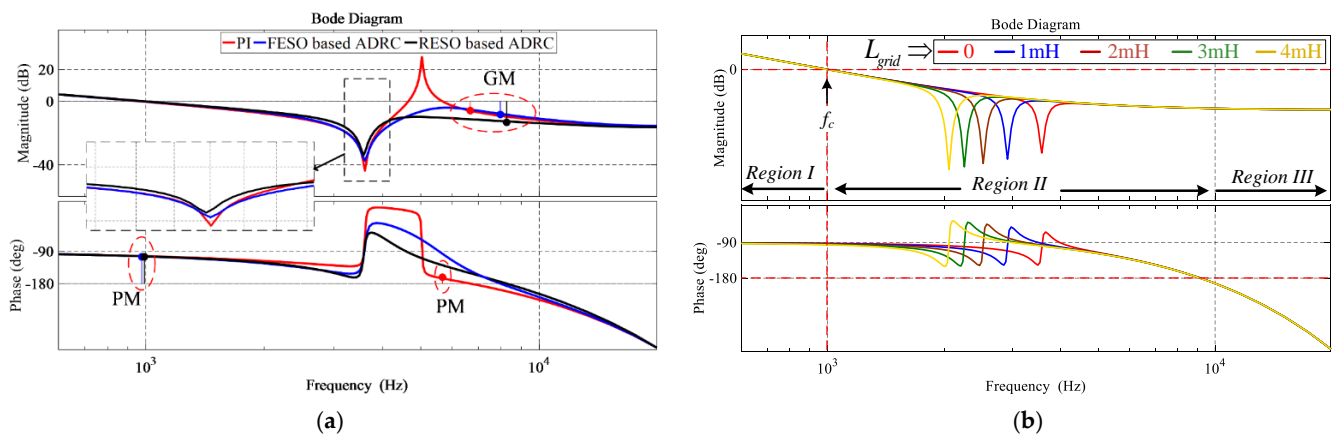 Bode Diagram
PI FESO based ADRC RESO based ADRC
20
0
-40
Magnitude (dB)
GM
-90
-180
Phase (deg)
PM
PM
10³
10⁴
Frequency (Hz)
(a)
Bode Diagram
L_grid ⇒ 0 1mH 2mH 3mH 4mH
0
Magnitude (dB)
f_c
Region I Region II Region III
-90
-180
Phase (deg)
10³
10⁴
Frequency (Hz)
(b)